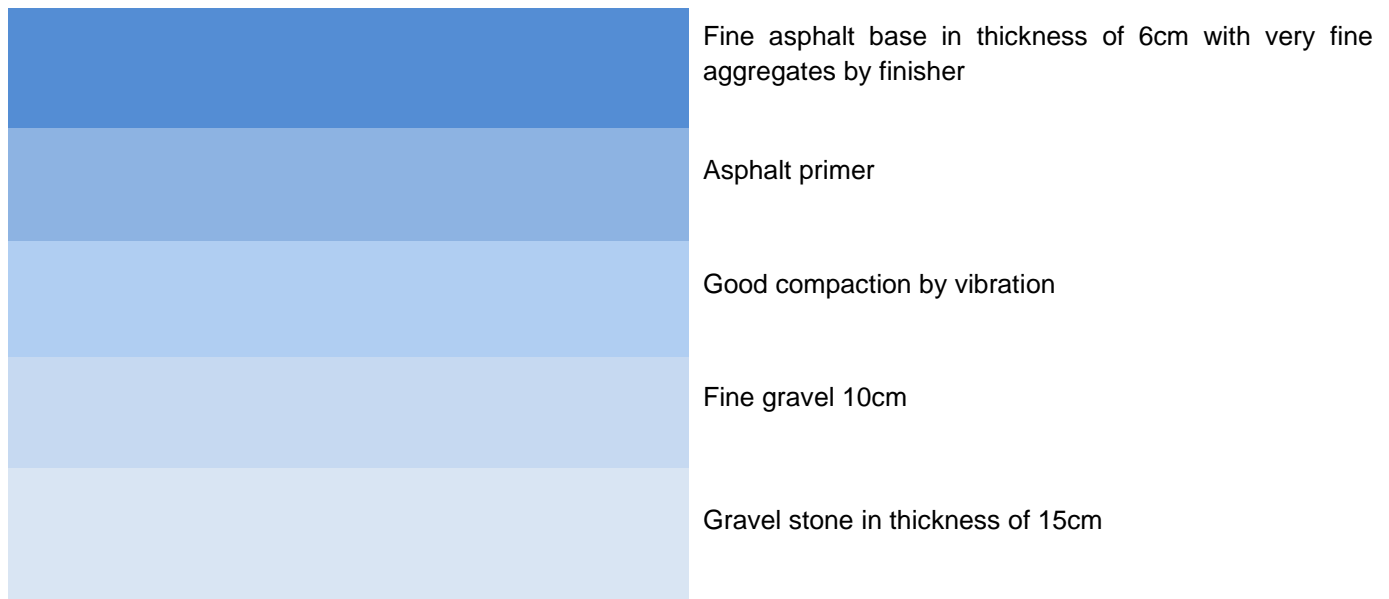 Fine asphalt base in thickness of 6cm with very fine
aggregates by finisher
Asphalt primer
Good compaction by vibration
Fine gravel 10cm
Gravel stone in thickness of 15cm